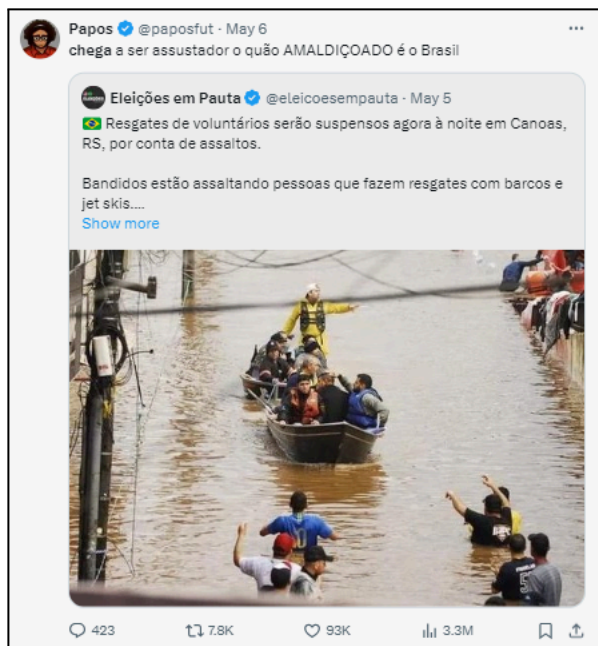 Papos @paposfut · May 6
chega a ser assustador o quão AMALDIÇOADO é o Brasil
Eleições em Pauta @eleicoesempauta · May 5
🇧🇷 Resgates de voluntários serão suspensos agora à noite em Canoas,
RS, por conta de assaltos.
Bandidos estão assaltando pessoas que fazem resgates com barcos e
jet skis....
Show more
423 7.8K 93K 3.3M